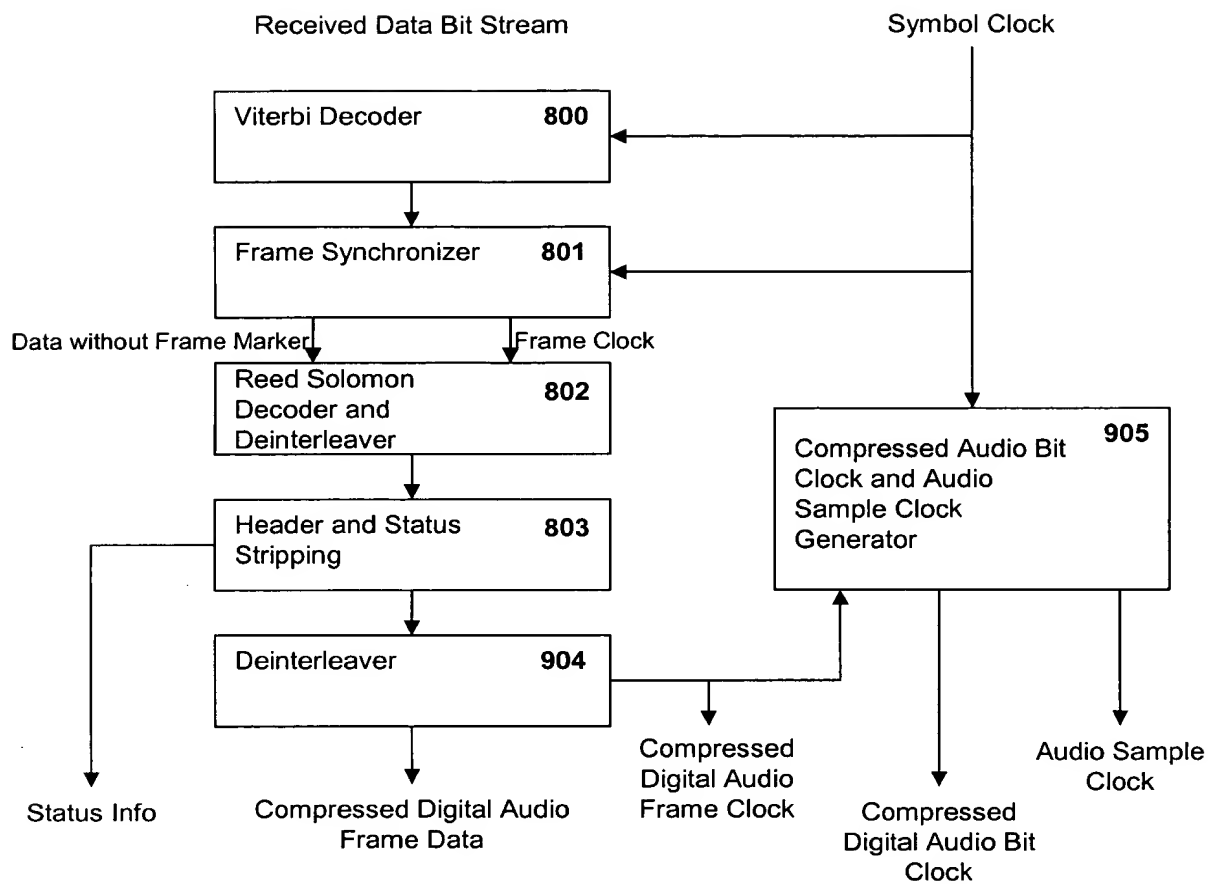 Received Data Bit Stream
Symbol Clock
Viterbi Decoder 800
Frame Synchronizer 801
Data without Frame Marker
Frame Clock
Reed Solomon 802
Decoder and
Deinterleaver
905
Compressed Audio Bit
Clock and Audio
Sample Clock
Generator
Header and Status 803
Stripping
Deinterleaver 904
Status Info
Compressed Digital Audio
Frame Data
Compressed
Digital Audio
Frame Clock
Compressed
Digital Audio Bit
Clock
Audio Sample
Clock